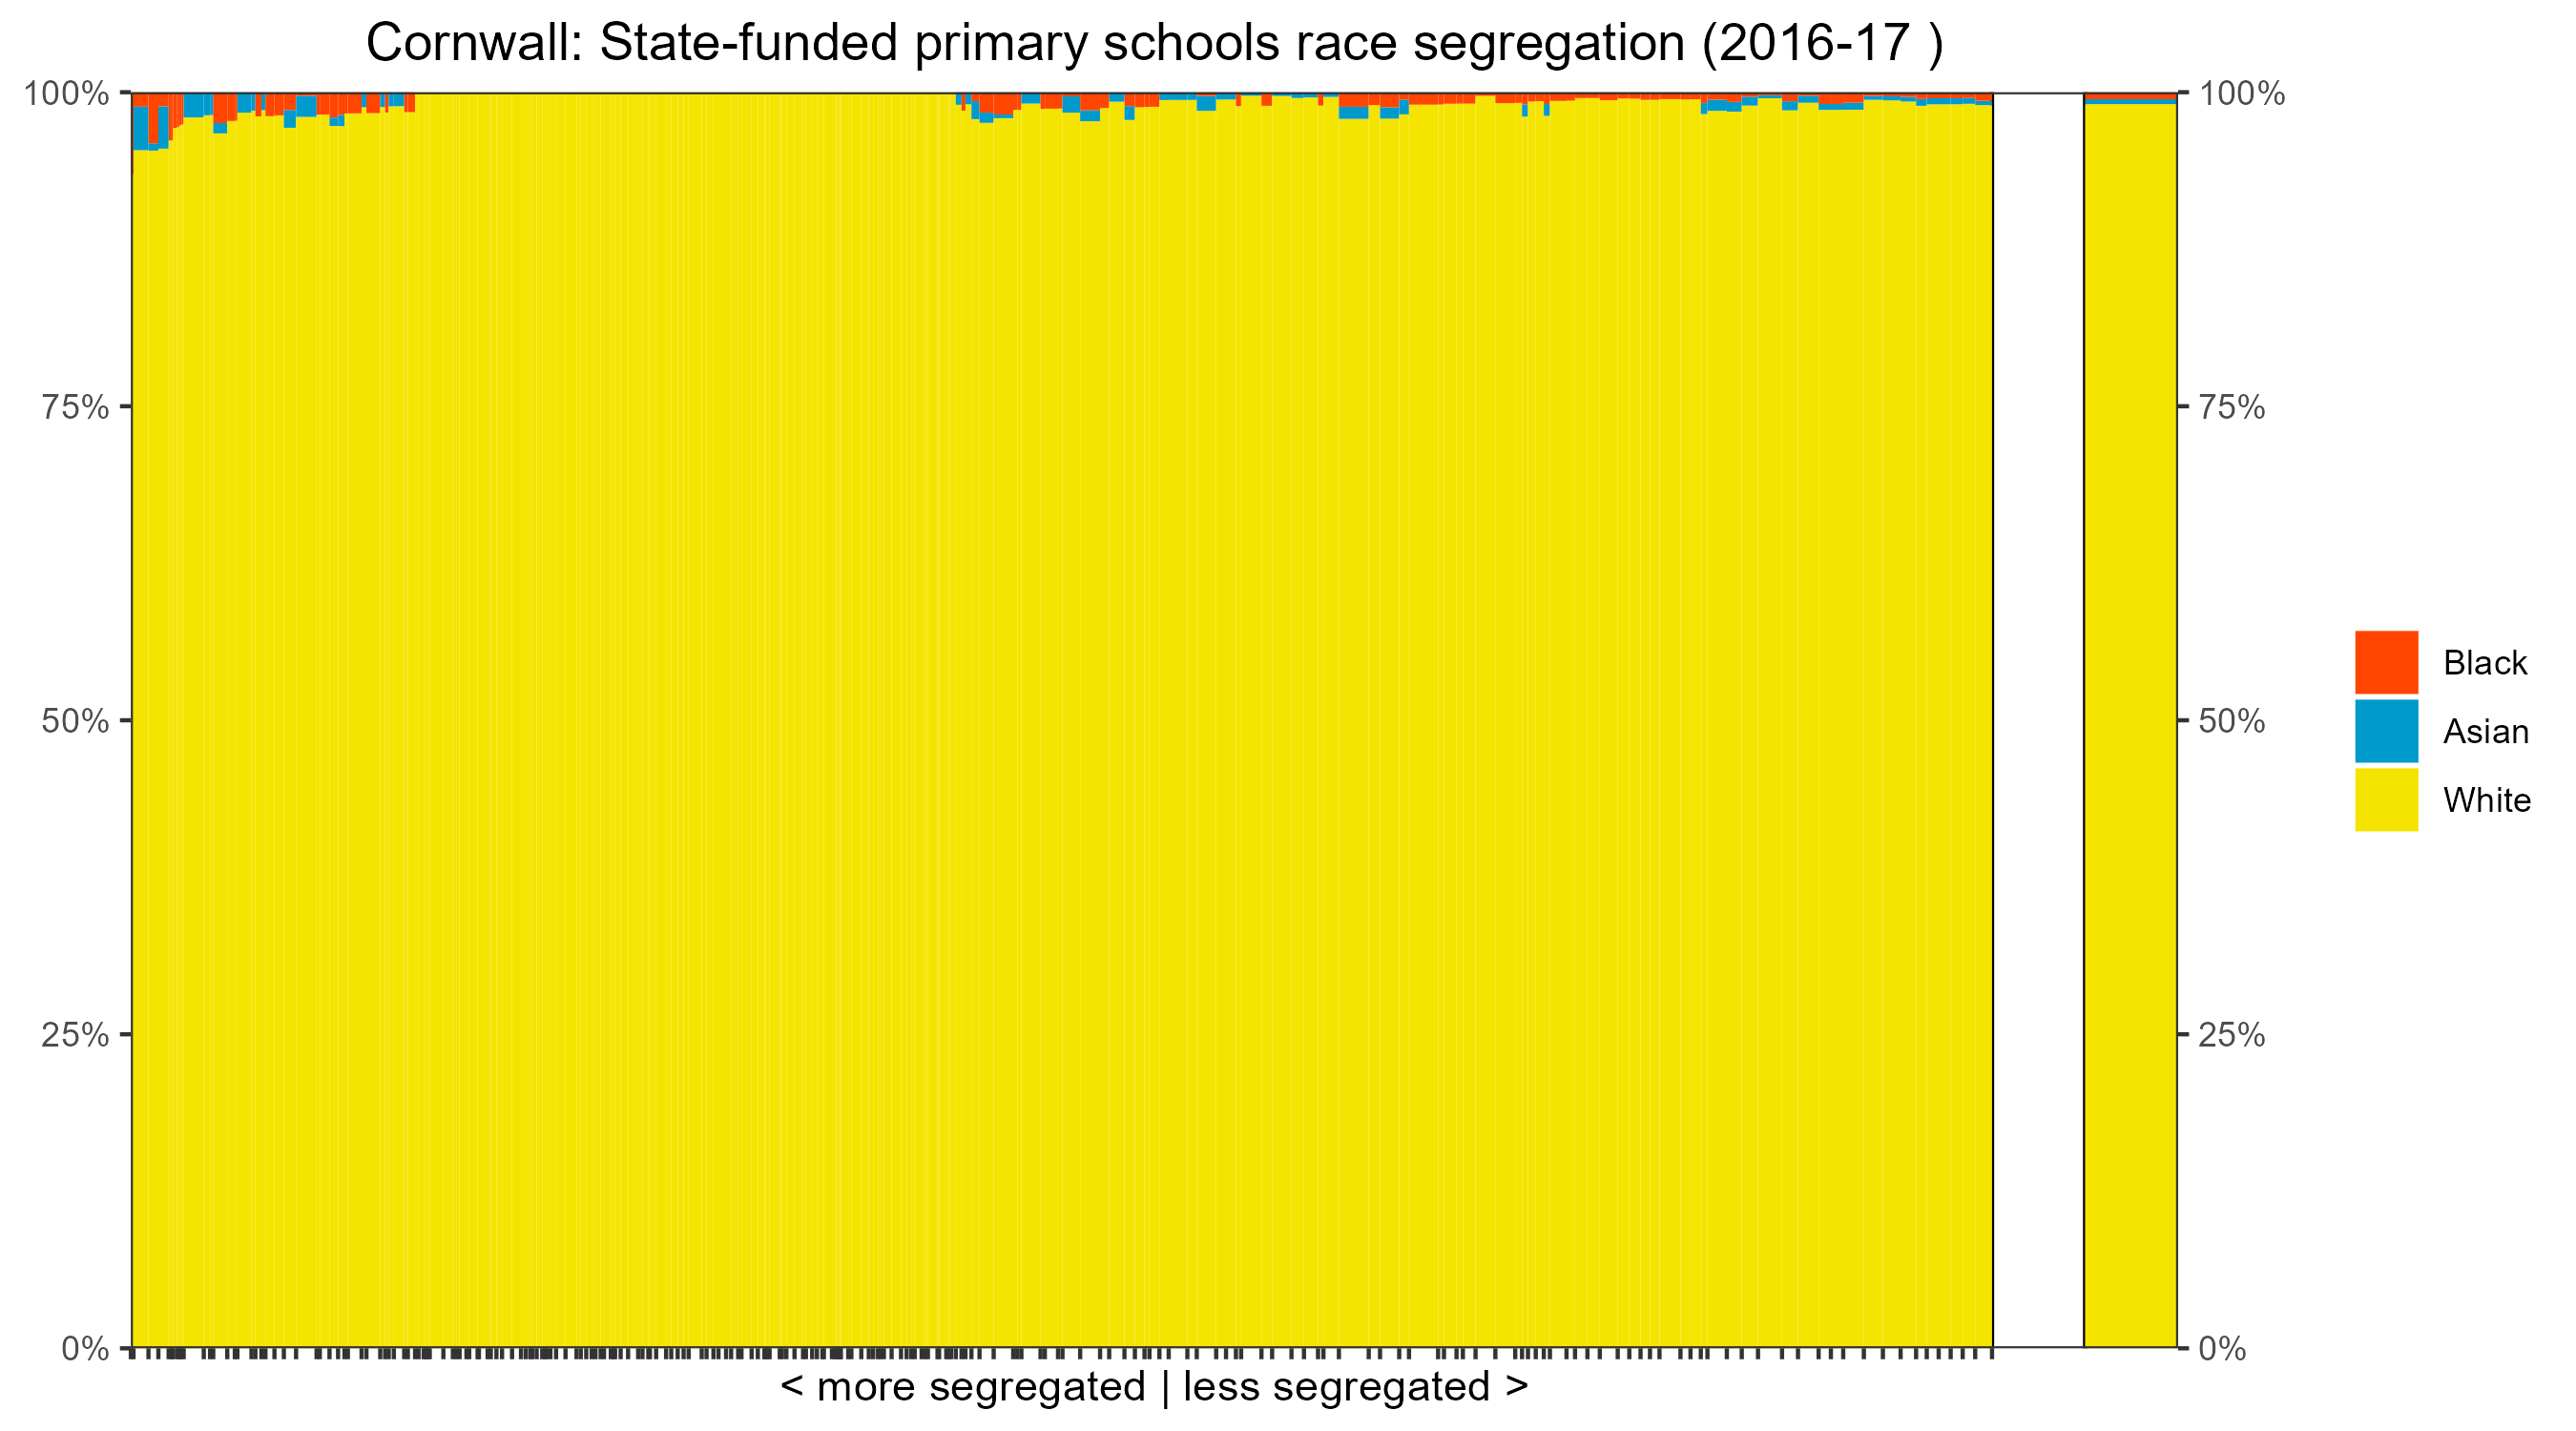 Cornwall: State-funded primary schools race segregation (2016-17 )
100%
75%
50%
25%
0%
100%
75%
50%
25%
0%
Black
Asian
White
< more segregated | less segregated >